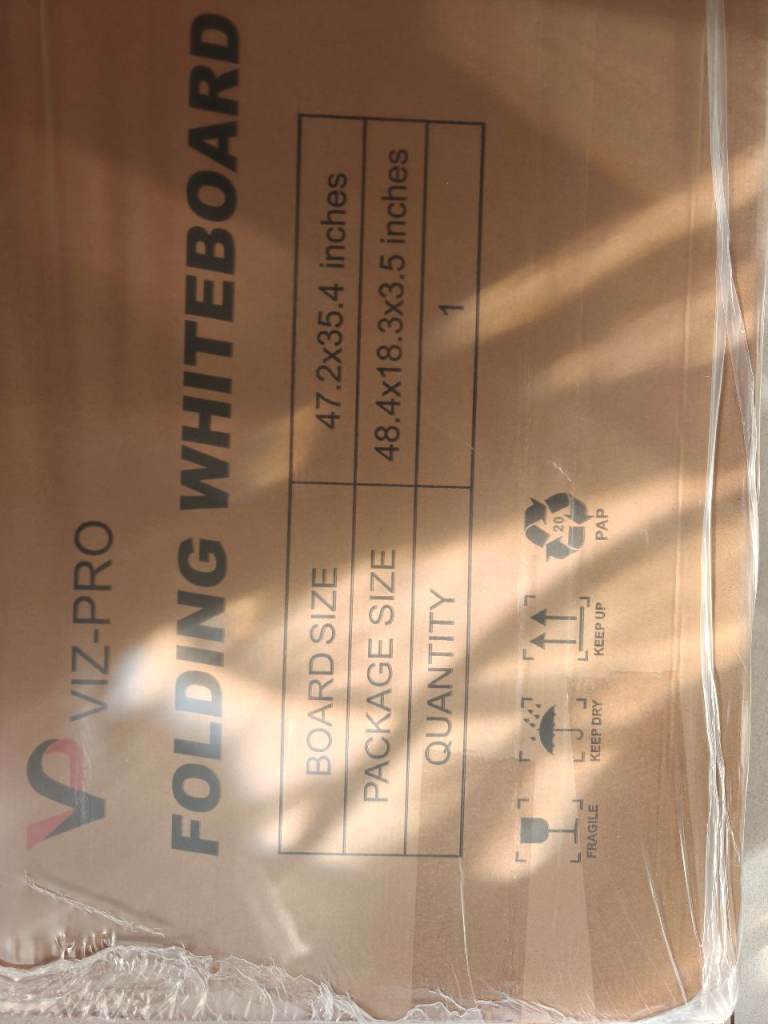 VIZ-PRO
FOLDING WHITEBOARD
BOARD SIZE 47.2x35.4 inches
PACKAGE SIZE 48.4x18.3x3.5 inches
QUANTITY 1
20
FRAGILE KEEP DRY KEEP UP PAP